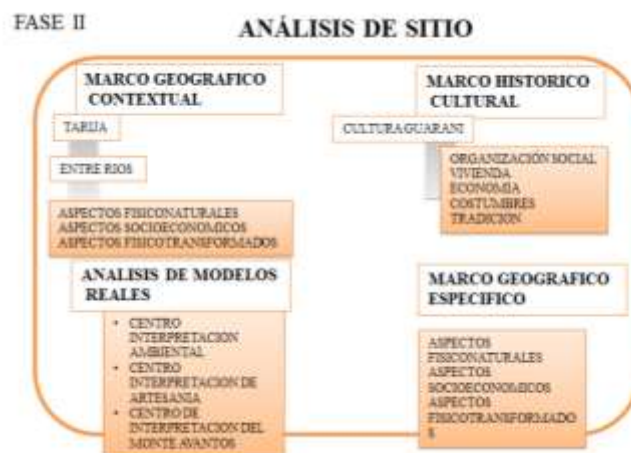 FASE II
ANÁLISIS DE SITIO
MARCO GEOGRAFICO
CONTEXTUAL
TARIJA
ENTRE RIOS
ASPECTOS FISICONATURALES
ASPECTOS SOCIOECONOMICOS
ASPECTOS FISICOTRANSFORMADOS
MARCO HISTORICO
CULTURAL
CULTURA GUARANI
ORGANIZACIÓN SOCIAL
VIVIENDA
ECONOMIA
COSTUMBRES
TRADICION
ANALISIS DE MODELOS
REALES
• CENTRO
INTERPRETACION
AMBIENTAL
• CENTRO
INTERPRETACION DE
ARTESANIA
• CENTRO DE
INTERPRETACION DEL
MONTE AVANTOS
MARCO GEOGRAFICO
ESPECIFICO
ASPECTOS
FISICONATURALES
ASPECTOS
SOCIOECONOMICOS
ASPECTOS
FISICOTRANSFORMADO
S